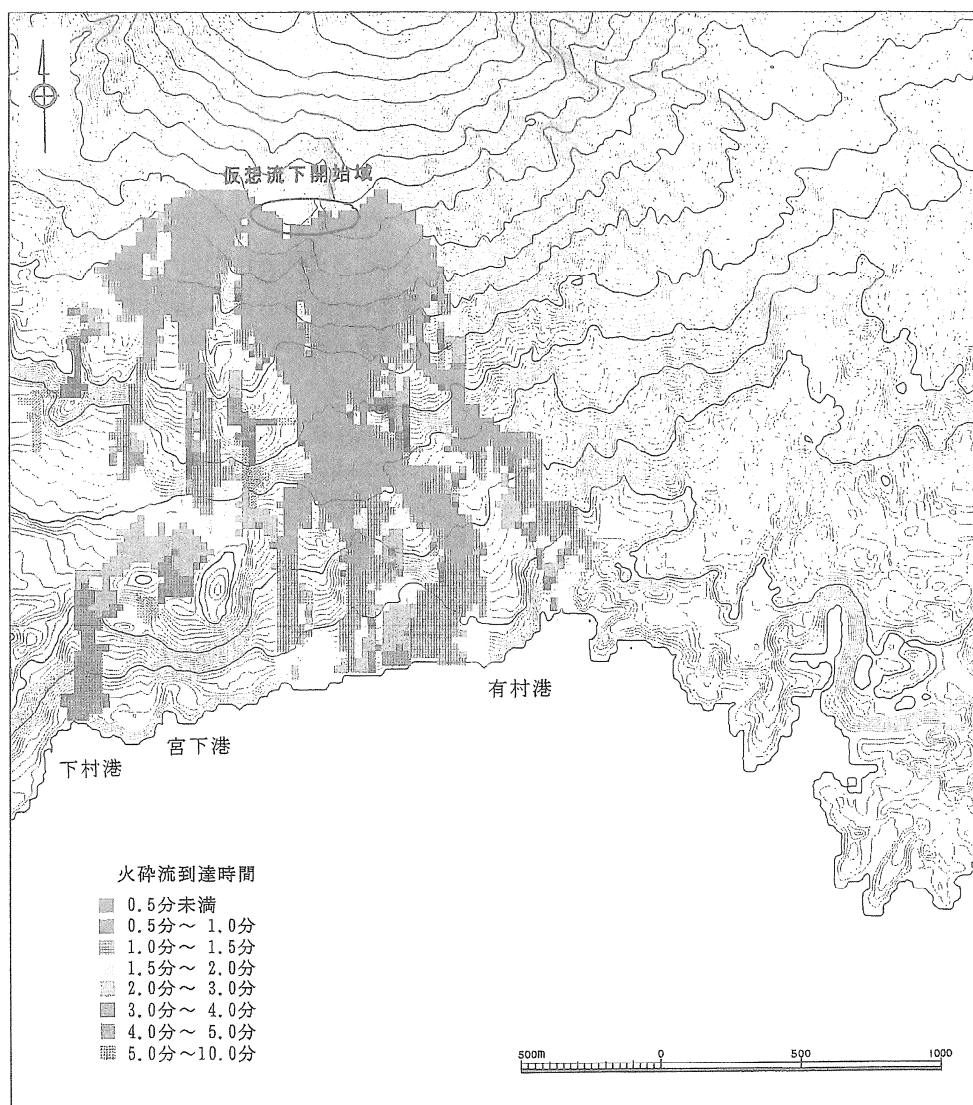 仮想流下開始域
有村港
宮下港
下村港
火砕流到達時間
0.5分未満
0.5分～ 1.0分
1.0分～ 1.5分
1.5分～ 2.0分
2.0分～ 3.0分
3.0分～ 4.0分
4.0分～ 5.0分
5.0分～10.0分
500m 0 500 1000